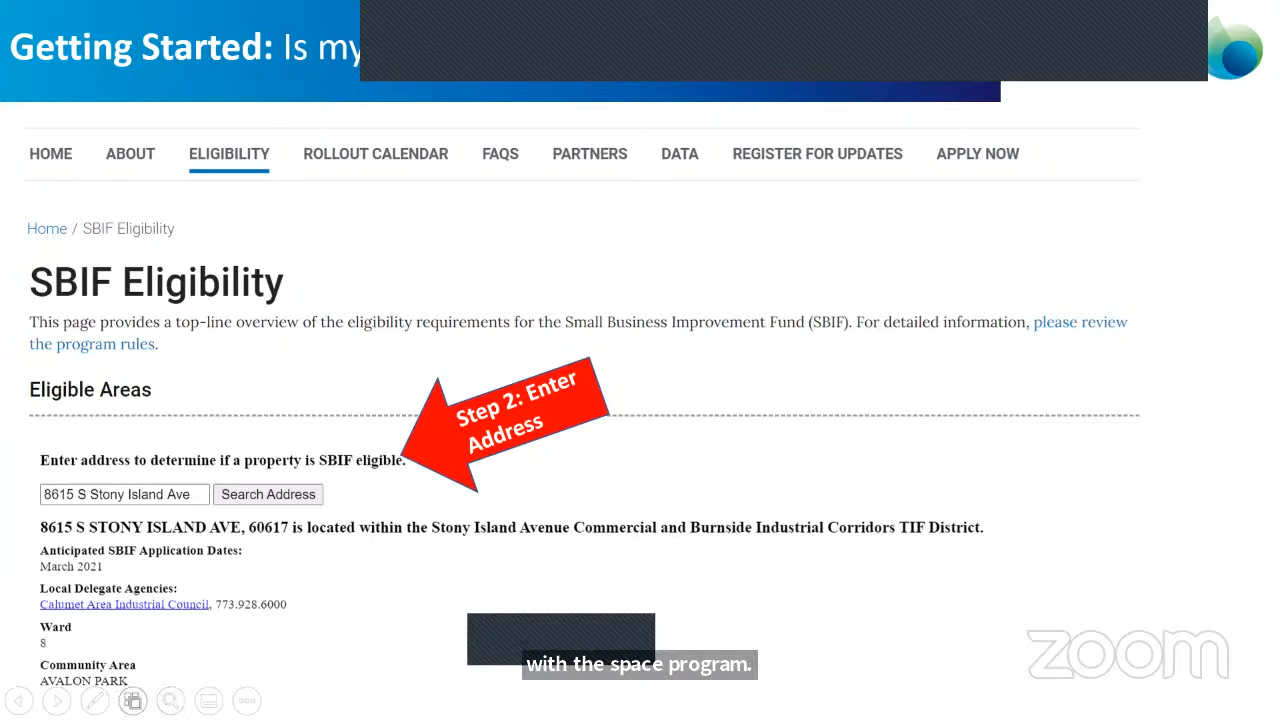 Getting Started: Is my
HOME ABOUT ELIGIBILITY ROLLOUT CALENDAR FAQS PARTNERS DATA REGISTER FOR UPDATES APPLY NOW
Home / SBIF Eligibility
SBIF Eligibility
This page provides a top-line overview of the eligibility requirements for the Small Business Improvement Fund (SBIF). For detailed information, please review
the program rules.
Eligible Areas
Step 2: Enter
Address
Enter address to determine if a property is SBIF eligible.
8615 S Stony Island Ave Search Address
8615 S STONY ISLAND AVE, 60617 is located within the Stony Island Avenue Commercial and Burnside Industrial Corridors TIF District.
Anticipated SBIF Application Dates:
March 2021
Local Delegate Agencies:
Calumet Area Industrial Council, 773.928.6000
Ward
8
Community Area
AVALON PARK
with the space program.
zoom